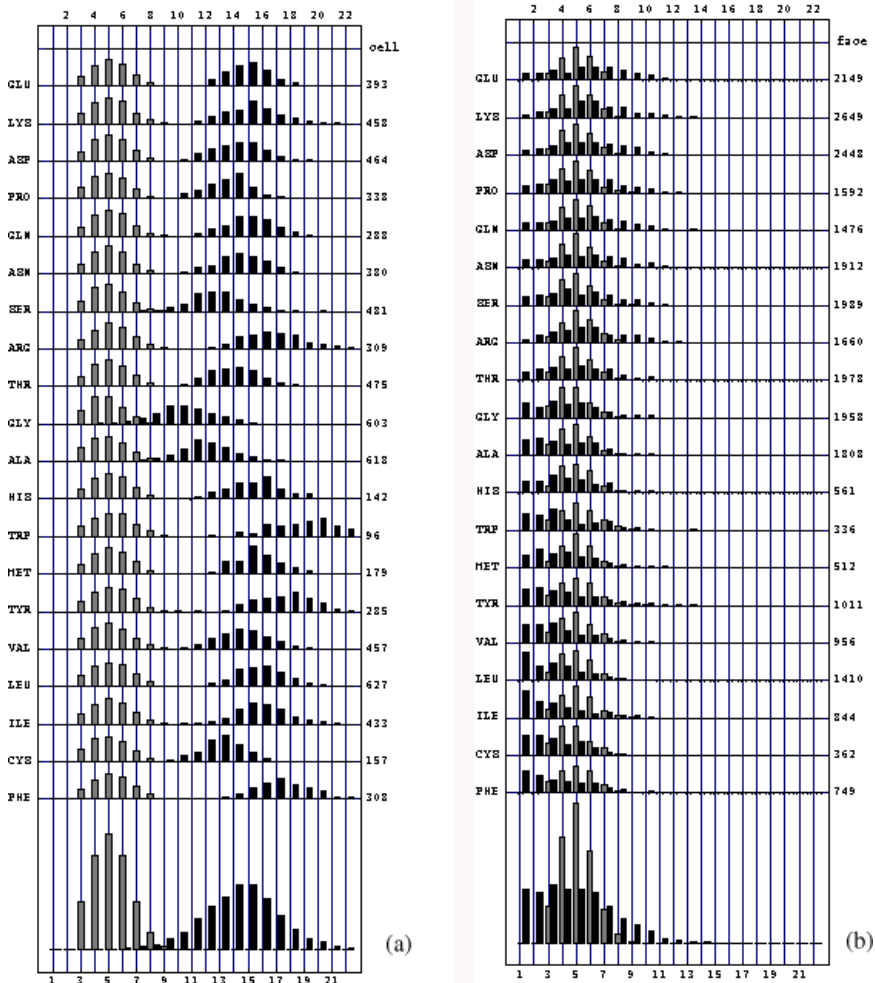 2 4 6 8 10 12 14 16 18 20 22
cell
GLU 393
LYS 458
ASP 464
PRO 338
GLN 288
ASN 380
SER 481
ARG 309
THR 475
GLY 603
ALA 618
HIS 142
TRP 96
MET 179
TYR 285
VAL 457
LEU 627
ILE 433
CYS 157
PHE 308
(a)
1 3 5 7 9 11 13 15 17 19 21
2 4 6 8 10 12 14 16 18 20 22
face
GLU 2149
LYS 2649
ASP 2448
PRO 1592
GLN 1476
ASN 1912
SER 1989
ARG 1660
THR 1978
GLY 1958
ALA 1808
HIS 561
TRP 336
MET 512
TYR 1011
VAL 956
LEU 1410
ILE 844
CYS 362
PHE 749
(b)
1 3 5 7 9 11 13 15 17 19 21